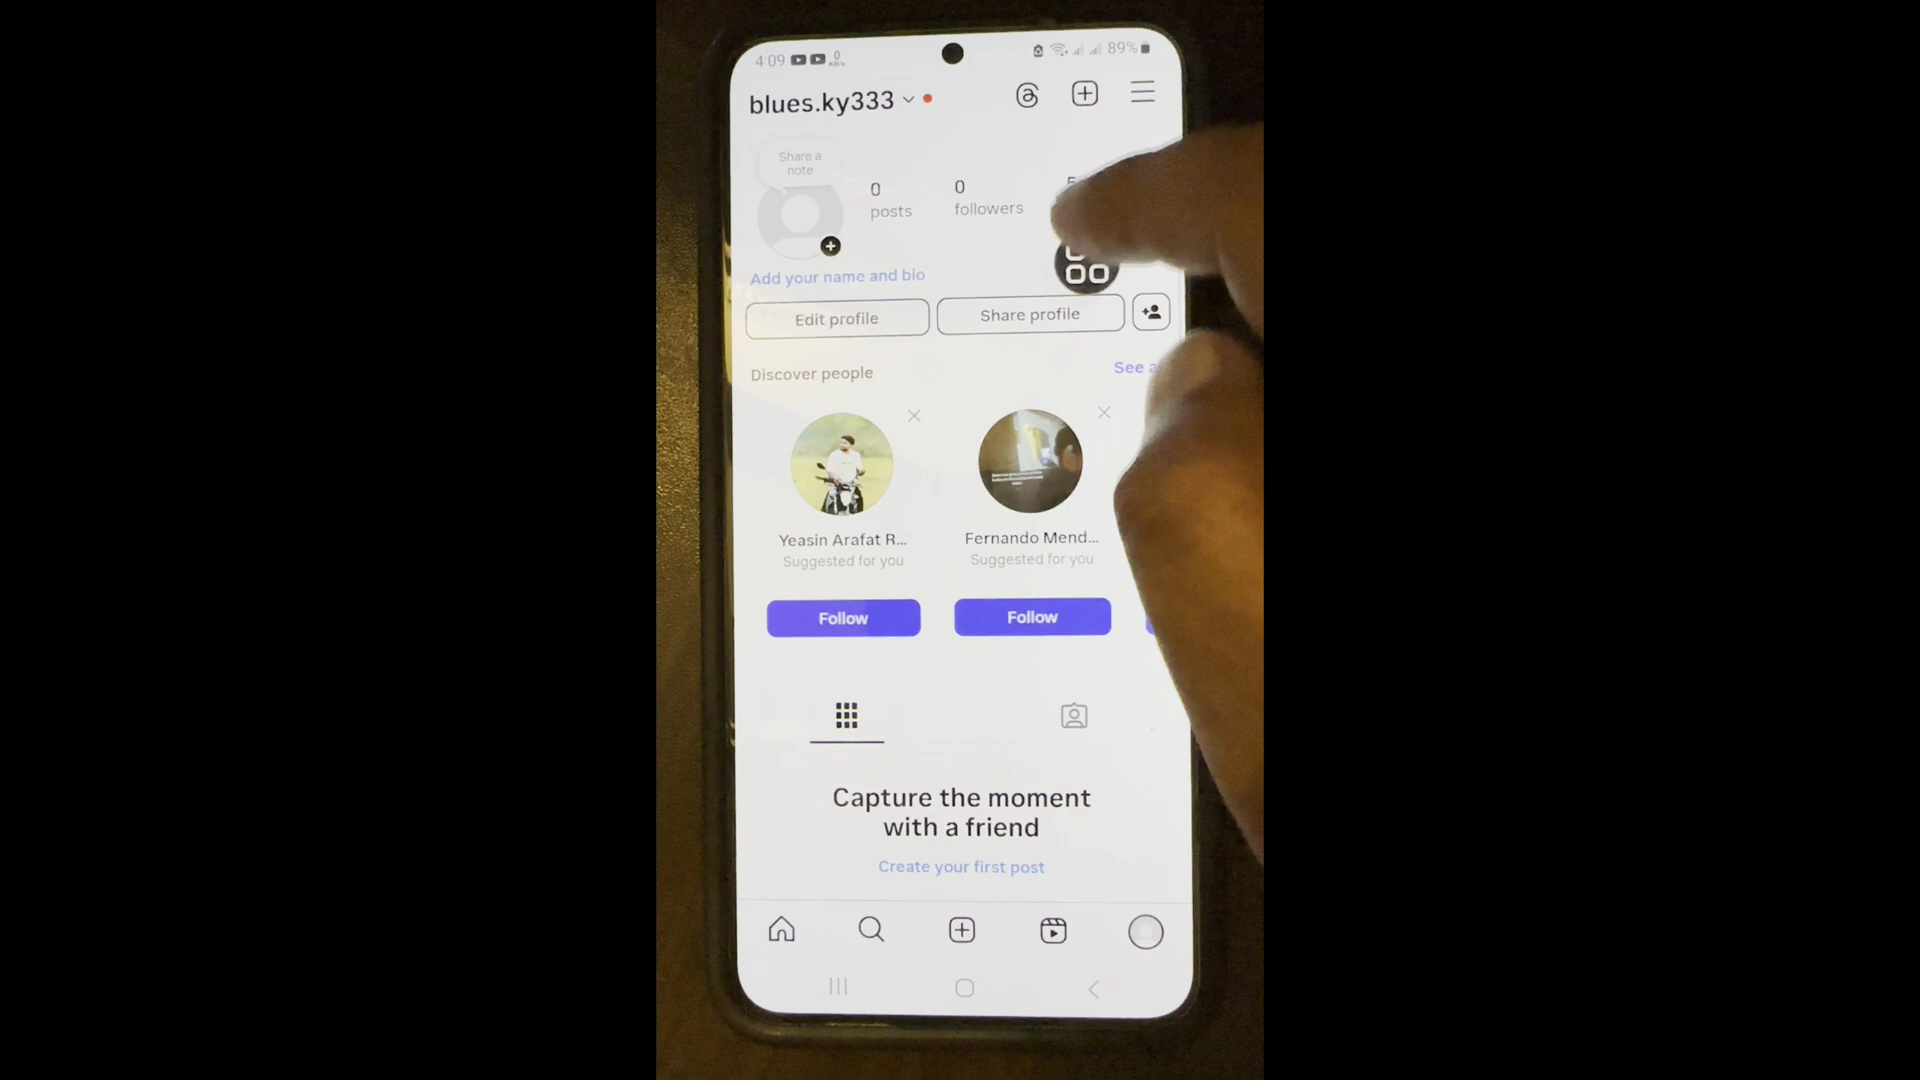 4:09
0
KB/s
89%
blues.ky333
Share a
note
0
posts
0
followers
Add your name and bio
Edit profile
Share profile
Discover people
See a
Yeasin Arafat R...
Suggested for you
Follow
Fernando Mend...
Suggested for you
Follow
Capture the moment
with a friend
Create your first post